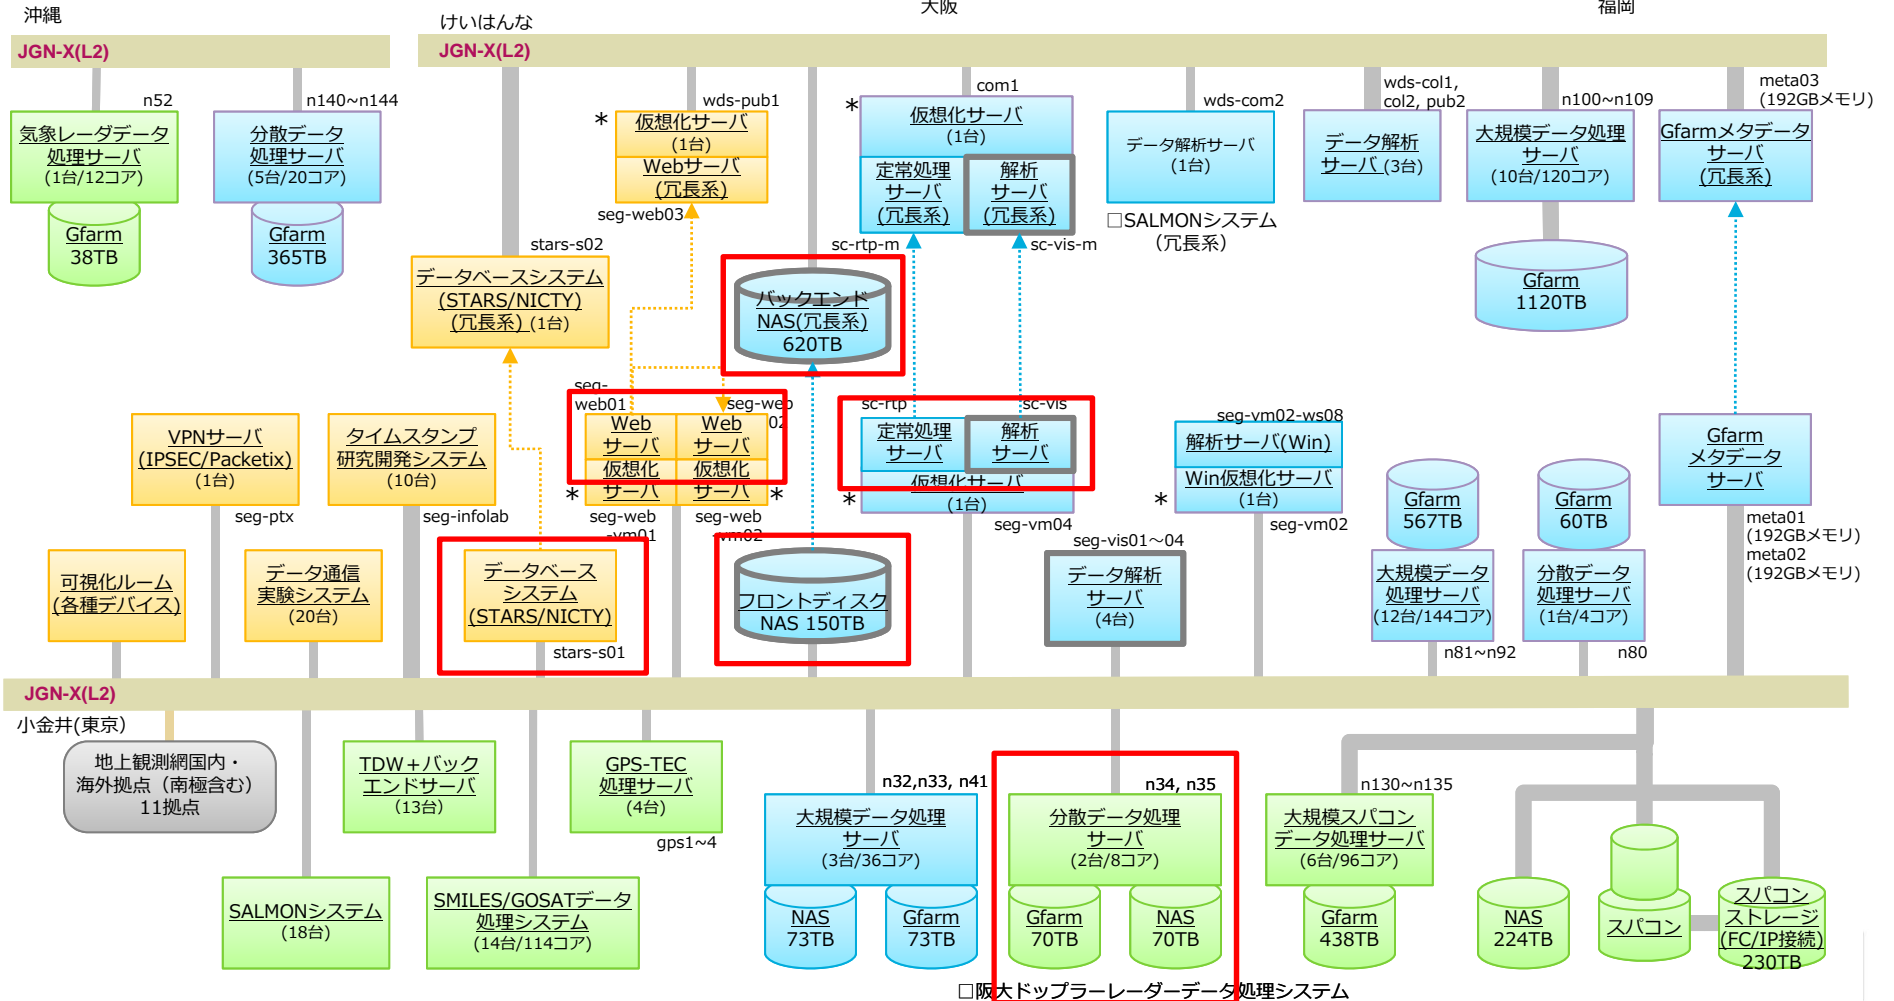 沖縄
大阪
福岡
けいはんな
JGN-X(L2)
JGN-X(L2)
n52
n140~n144
wds-pub1
com1
wds-com2
wds-col1,
col2, pub2
n100~n109
meta03
(192GBメモリ)
気象レーダデータ
処理サーバ
(1台/12コア)
Gfarm
38TB
分散データ
処理サーバ
(5台/20コア)
Gfarm
365TB
*
仮想化サーバ
(1台)
Webサーバ
(冗長系)
seg-web03
*
仮想化サーバ
(1台)
定常処理
サーバ
(冗長系)
解析
サーバ
(冗長系)
sc-rtp-m
sc-vis-m
データ解析サーバ
(1台)
□SALMONシステム
(冗長系)
データ解析
サーバ (3台)
大規模データ処理
サーバ
(10台/120コア)
Gfarm
1120TB
Gfarmメタデータ
サーバ
(冗長系)
stars-s02
データベースシステム
(STARS/NICTY)
(冗長系) (1台)
バックエンド
NAS(冗長系)
620TB
VPNサーバ
(IPSEC/Packetix)
(1台)
seg-ptx
タイムスタンプ
研究開発システム
(10台)
seg-infolab
seg-
web01
seg-web
02
Web
サーバ
仮想化
サーバ
Web
サーバ
仮想化
サーバ
*
*
seg-web
-vm01
seg-web
-vm02
sc-rtp
sc-vis
定常処理
サーバ
解析
サーバ
仮想化サーバ
(1台)
*
seg-vm04
seg-vm02-ws08
解析サーバ(Win)
Win仮想化サーバ
(1台)
*
seg-vm02
Gfarm
567TB
大規模データ
処理サーバ
(12台/144コア)
n81~n92
Gfarm
60TB
分散データ
処理サーバ
(1台/4コア)
n80
Gfarm
メタデータ
サーバ
meta01
(192GBメモリ)
meta02
(192GBメモリ)
可視化ルーム
(各種デバイス)
データ通信
実験システム
(20台)
データベース
システム
(STARS/NICTY)
stars-s01
フロントディスク
NAS 150TB
seg-vis01~04
データ解析
サーバ
(4台)
JGN-X(L2)
小金井(東京)
地上観測網国内・
海外拠点（南極含む）
11拠点
TDW＋バック
エンドサーバ
(13台)
GPS-TEC
処理サーバ
(4台)
gps1~4
SALMONシステム
(18台)
SMILES/GOSATデータ
処理システム
(14台/114コア)
n32,n33, n41
大規模データ処理
サーバ
(3台/36コア)
NAS
73TB
Gfarm
73TB
n34, n35
分散データ処理
サーバ
(2台/8コア)
Gfarm
70TB
NAS
70TB
□阪大ドップラーレーダーデータ処理システム
n130~n135
大規模スパコン
データ処理サーバ
(6台/96コア)
Gfarm
438TB
NAS
224TB
スパコン
スパコン
ストレージ
(FC/IP接続)
230TB